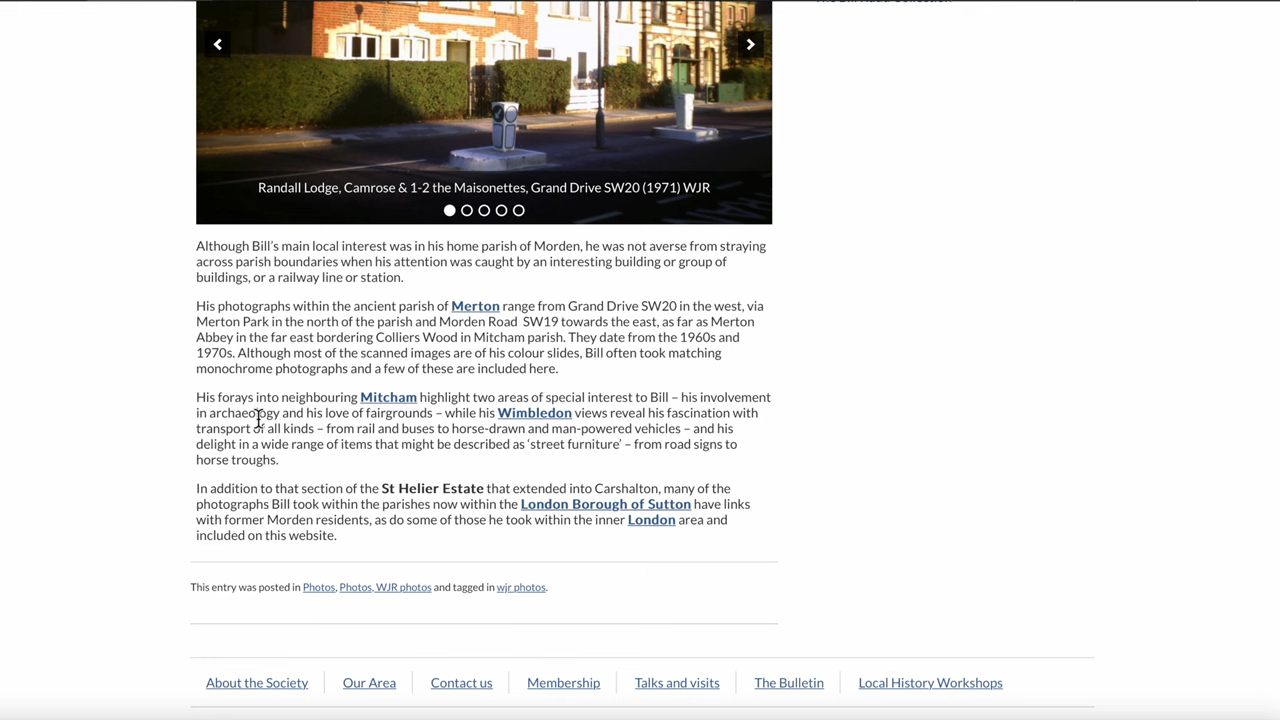 Randall Lodge, Camrose & 1-2 the Maisonettes, Grand Drive SW20 (1971) WJR
Although Bill’s main local interest was in his home parish of Morden, he was not averse from straying
across parish boundaries when his attention was caught by an interesting building or group of
buildings, or a railway line or station.
His photographs within the ancient parish of Merton range from Grand Drive SW20 in the west, via
Merton Park in the north of the parish and Morden Road SW19 towards the east, as far as Merton
Abbey in the far east bordering Colliers Wood in Mitcham parish. They date from the 1960s and
1970s. Although most of the scanned images are of his colour slides, Bill often took matching
monochrome photographs and a few of these are included here.
His forays into neighbouring Mitcham highlight two areas of special interest to Bill – his involvement
in archaeology and his love of fairgrounds – while his Wimbledon views reveal his fascination with
transport of all kinds – from rail and buses to horse-drawn and man-powered vehicles – and his
delight in a wide range of items that might be described as ‘street furniture’ – from road signs to
horse troughs.
In addition to that section of the St Helier Estate that extended into Carshalton, many of the
photographs Bill took within the parishes now within the London Borough of Sutton have links
with former Morden residents, as do some of those he took within the inner London area and
included on this website.
This entry was posted in Photos, Photos, WJR photos and tagged in wjr photos.
About the Society Our Area Contact us Membership Talks and visits The Bulletin Local History Workshops